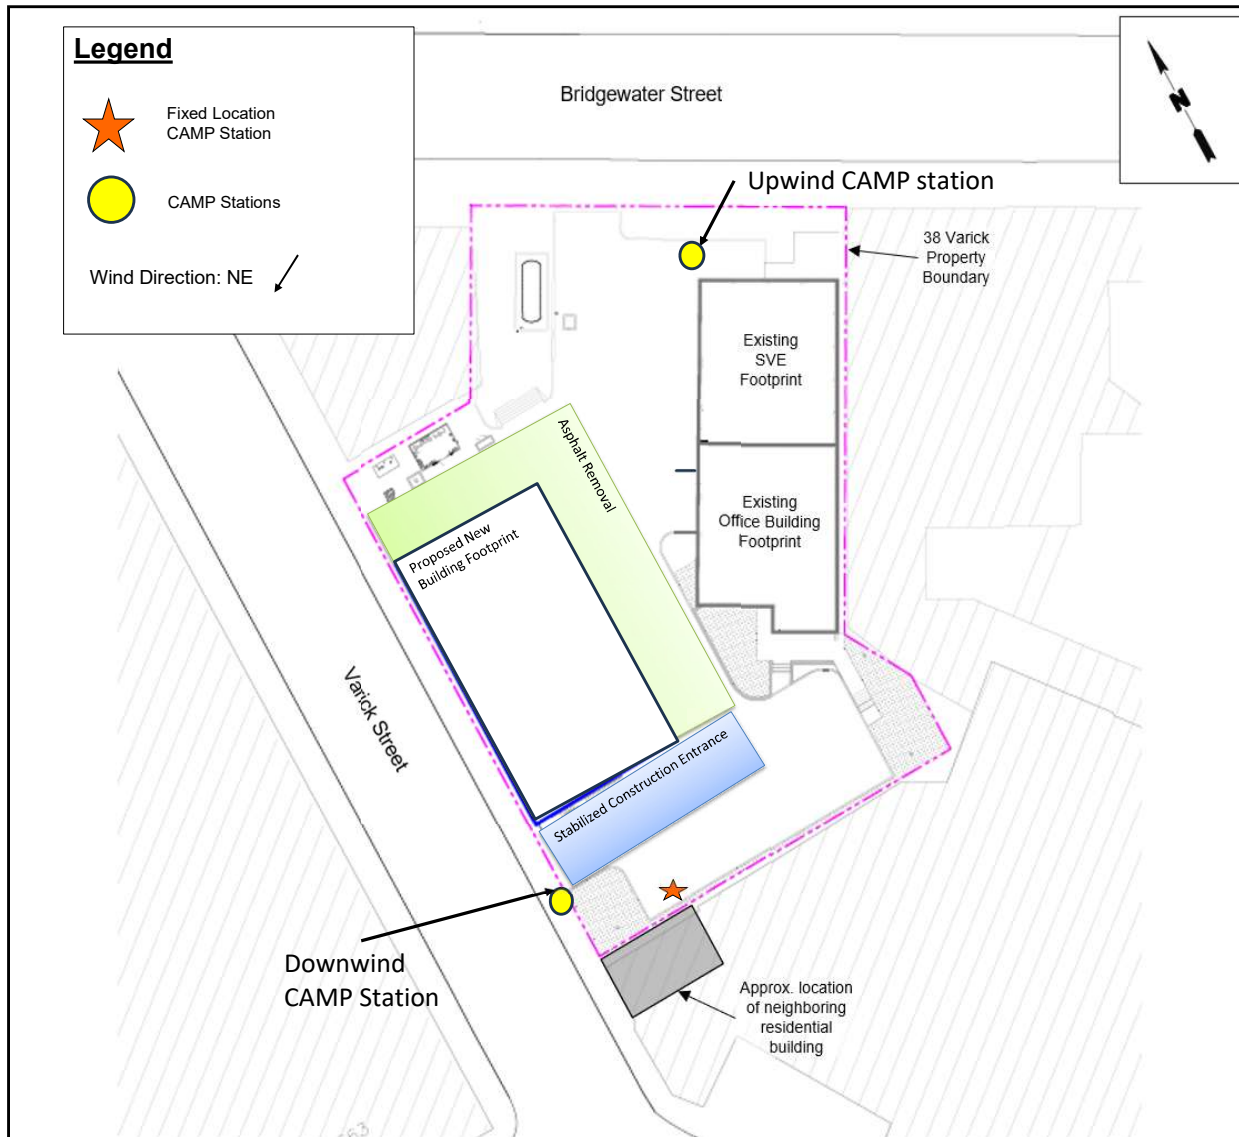 Legend
Fixed Location
CAMP Station
CAMP Stations
Wind Direction: NE
Bridgewater Street
N
Upwind CAMP station
38 Varick
Property
Boundary
Existing
SVE
Footprint
Asphalt Removal
Existing
Office Building
Footprint
Proposed New
Building Footprint
Varick Street
Stabilized Construction Entrance
Downwind
CAMP Station
Approx. location
of neighboring
residential
building